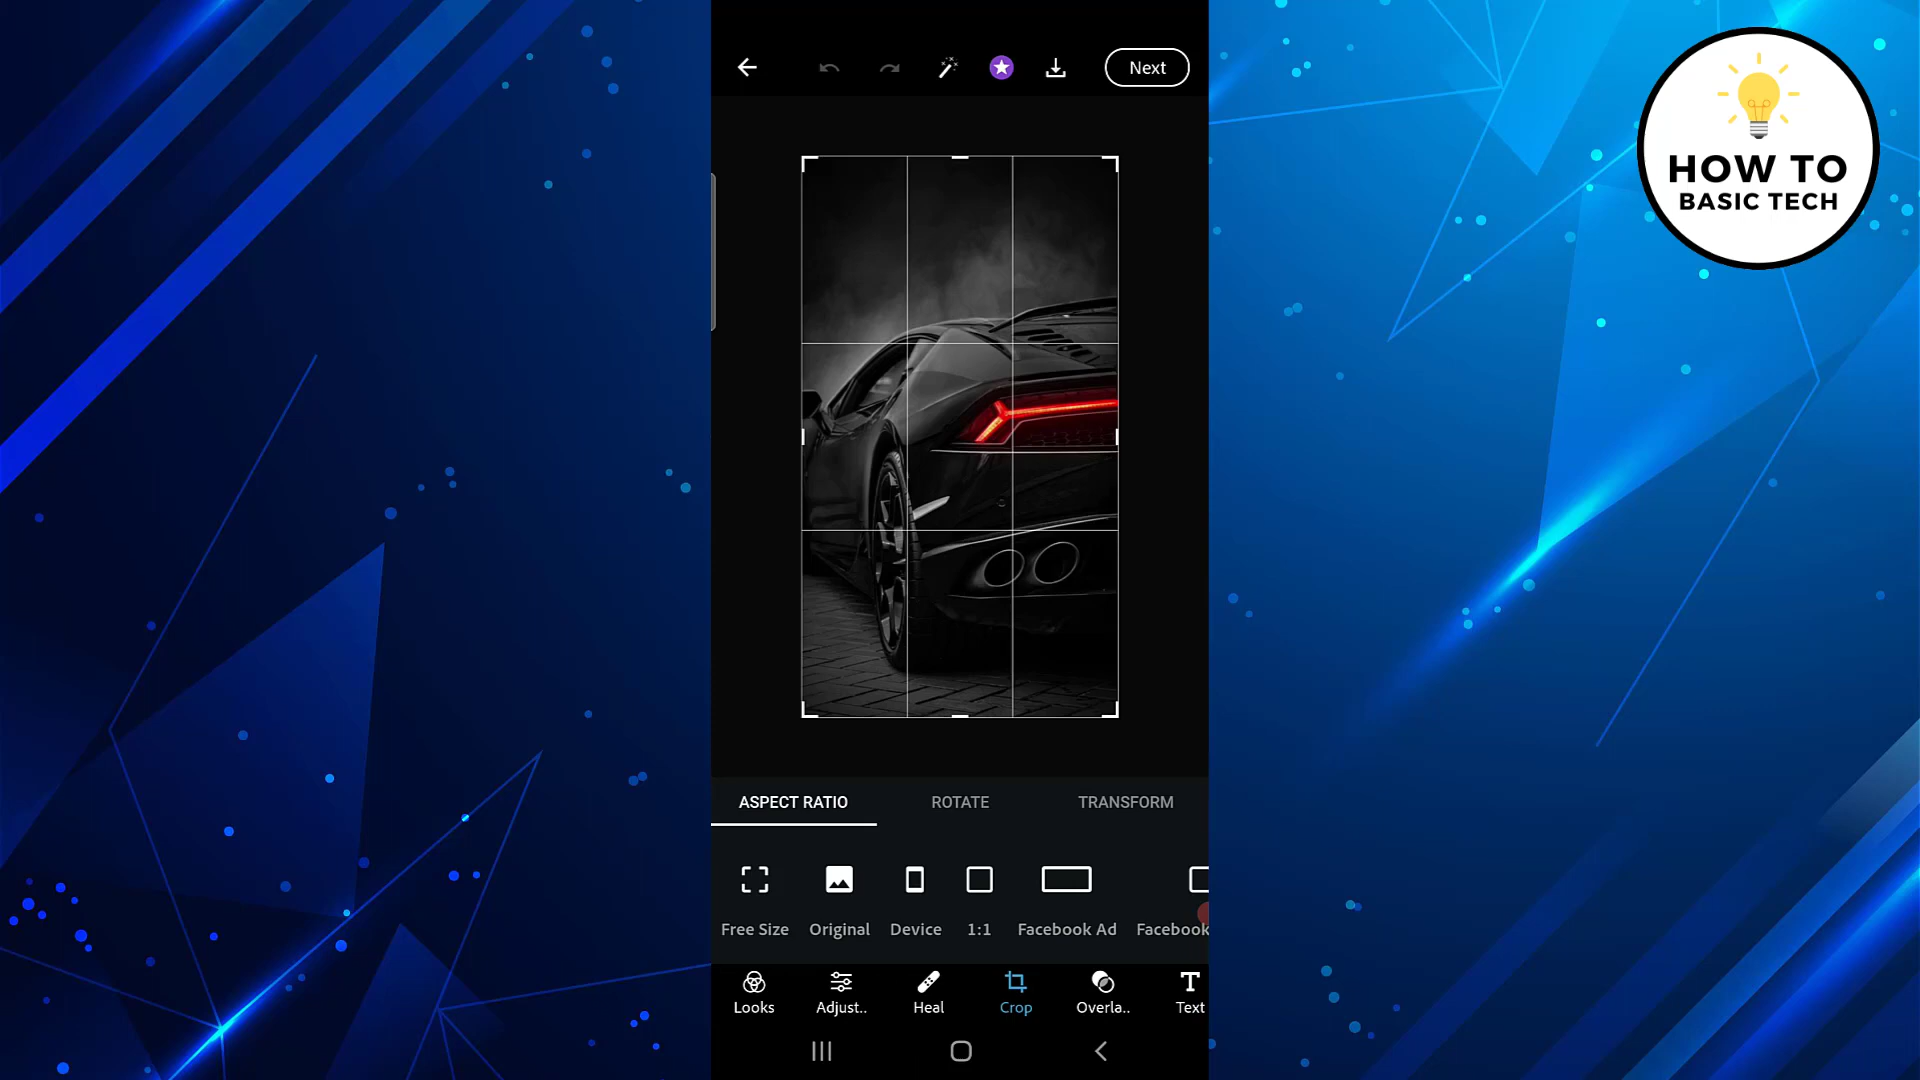 Next
HOW TO
BASIC TECH
ASPECT RATIO ROTATE TRANSFORM
Free Size Original Device 1:1 Facebook Ad Facebook
Looks Adjust.. Heal Crop Overla.. Text